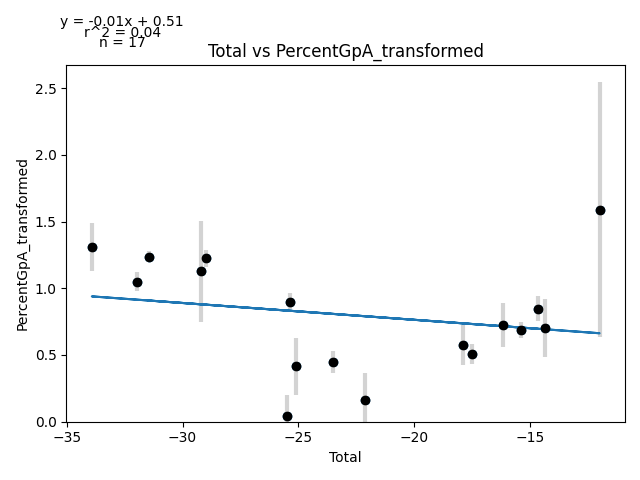 y = -0.01x + 0.51
r^2 = 0.04
n = 17
Total vs PercentGpA_transformed
PercentGpA_transformed
2.5
2.0
1.5
1.0
0.5
0.0
−35
−30
−25
−20
−15
Total